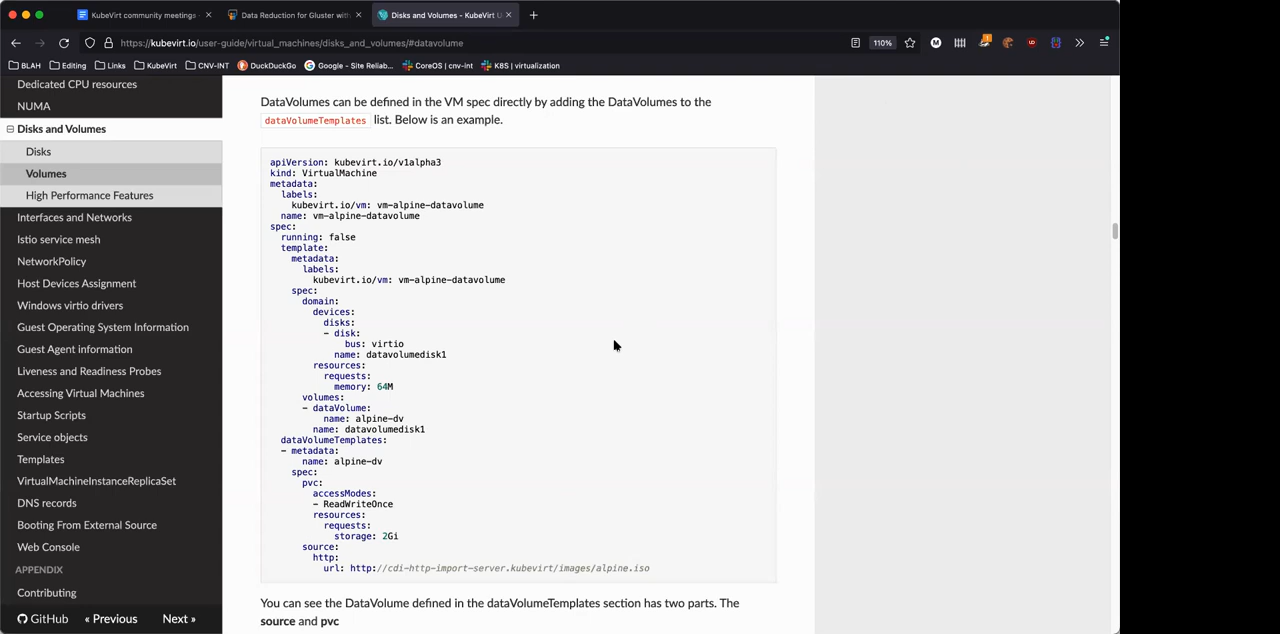 KubeVirt community meetings
Data Reduction for Gluster with
Disks and Volumes - KubeVirt U
https://kubevirt.io/user-guide/virtual_machines/disks_and_volumes/#datavolume
110%
BLAH
Editing
Links
KubeVirt
CNV-INT
DuckDuckGo
Google - Site Reliab...
CoreOS | cnv-int
K8S | virtualization
Dedicated CPU resources
NUMA
Disks and Volumes
Disks
Volumes
High Performance Features
Interfaces and Networks
Istio service mesh
NetworkPolicy
Host Devices Assignment
Windows virtio drivers
Guest Operating System Information
Guest Agent information
Liveness and Readiness Probes
Accessing Virtual Machines
Startup Scripts
Service objects
Templates
VirtualMachineInstanceReplicaSet
DNS records
Booting From External Source
Web Console
APPENDIX
Contributing
GitHub
« Previous
Next »
DataVolumes can be defined in the VM spec directly by adding the DataVolumes to the
dataVolumeTemplates list. Below is an example.
apiVersion: kubevirt.io/v1alpha3
kind: VirtualMachine
metadata:
labels:
kubevirt.io/vm: vm-alpine-datavolume
name: vm-alpine-datavolume
spec:
running: false
template:
metadata:
labels:
kubevirt.io/vm: vm-alpine-datavolume
spec:
domain:
devices:
disks:
- disk:
bus: virtio
name: datavolumedisk1
resources:
requests:
memory: 64M
volumes:
- dataVolume:
name: alpine-dv
name: datavolumedisk1
dataVolumeTemplates:
- metadata:
name: alpine-dv
spec:
pvc:
accessModes:
- ReadWriteOnce
resources:
requests:
storage: 2Gi
source:
http:
url: http://cdi-http-import-server.kubevirt/images/alpine.iso
You can see the DataVolume defined in the dataVolumeTemplates section has two parts. The
source and pvc